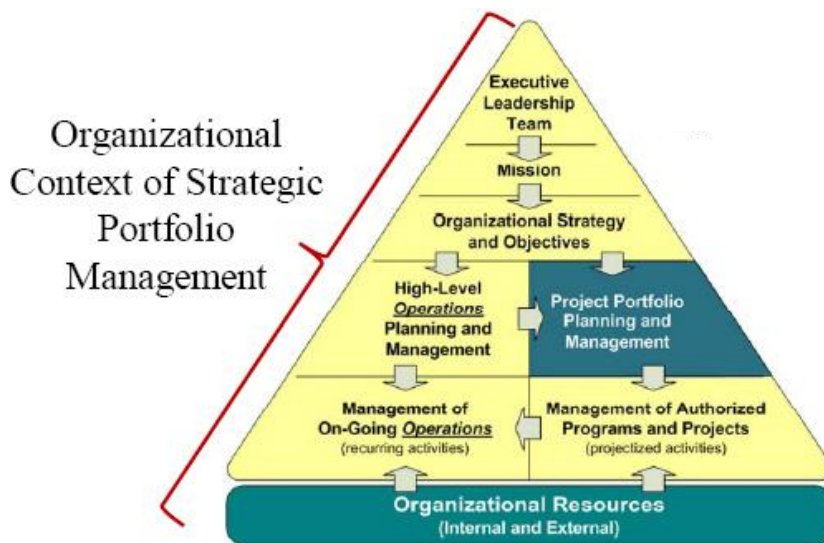 Organizational
Context of Strategic
Portfolio
Management
Executive
Leadership
Team
Mission
Organizational Strategy
and Objectives
High-Level
Operations
Planning and
Management
Project Portfolio
Planning and
Management
Management of
On-Going Operations
(recurring activities)
Management of Authorized
Programs and Projects
(projectized activities)
Organizational Resources
(Internal and External)